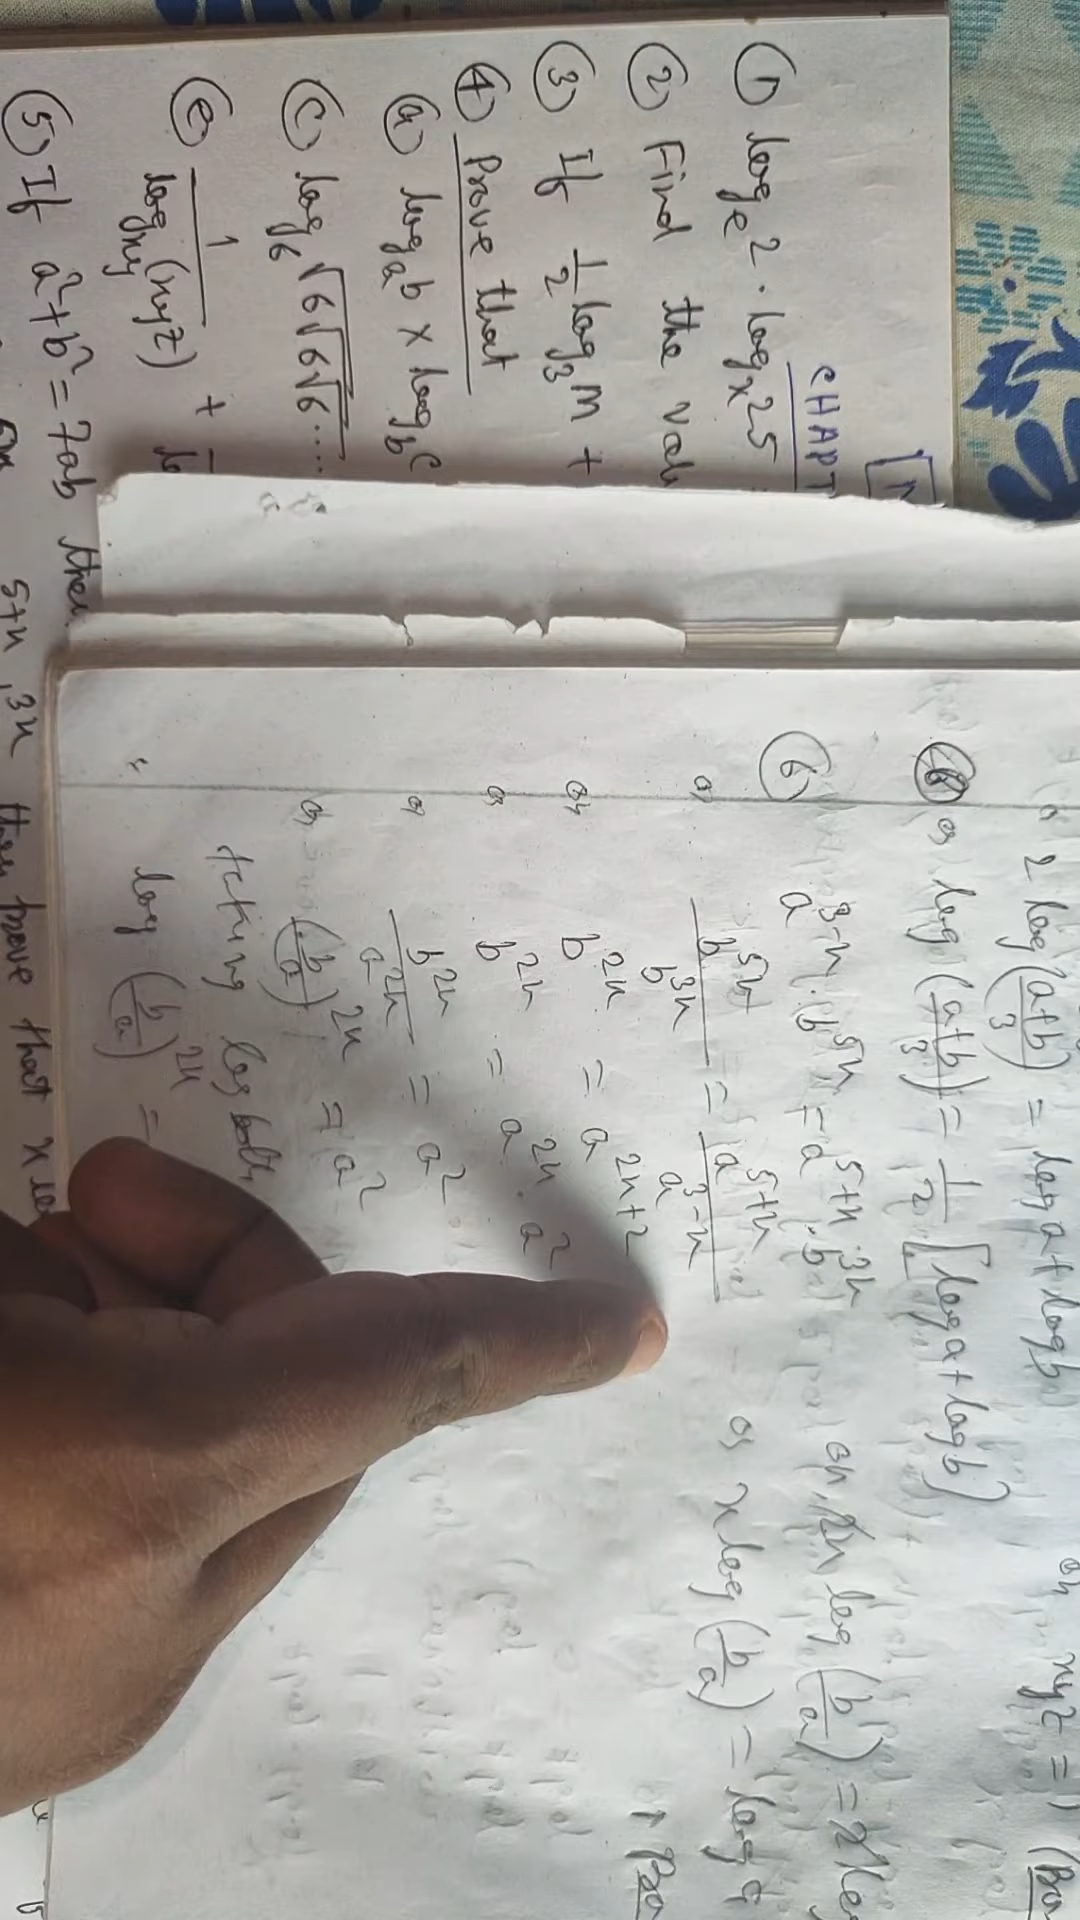 CHAPT
① log_e 2 . log_x 25
② Find the val
③ If 1/2 log_3 M +
④ Prove that
ⓐ log_a b × log_b c
ⓒ log_6 √6√6√6....
ⓔ 1/log_xy (xyz) +
⑤ If a² + b² = 7ab then
5+x 3x then prove that x lo
2 log (a+b/3) = log a + log b
or log (a+b/3) = 1/2 [log a + log b]
xyz = 1
⑥ a^3-x . b^5x = a^5+x . b^3x
or b^5x/b^3x = a^5+x/a^3-x
or b^2x = a^2x+2
or b^2x = a^2x . a²
or b^2x/a^2x = a²
or (b/a)^2x = a²
taking log both
log (b/a)^2x =
or, 2x log (b/a) = 2 lo
or x log (b/a) = log a